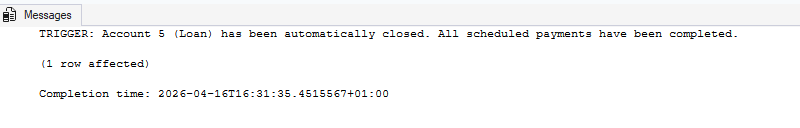 Messages
TRIGGER: Account 5 (Loan) has been automatically closed. All scheduled payments have been completed.
(1 row affected)
Completion time: 2026-04-16T16:31:35.4515567+01:00